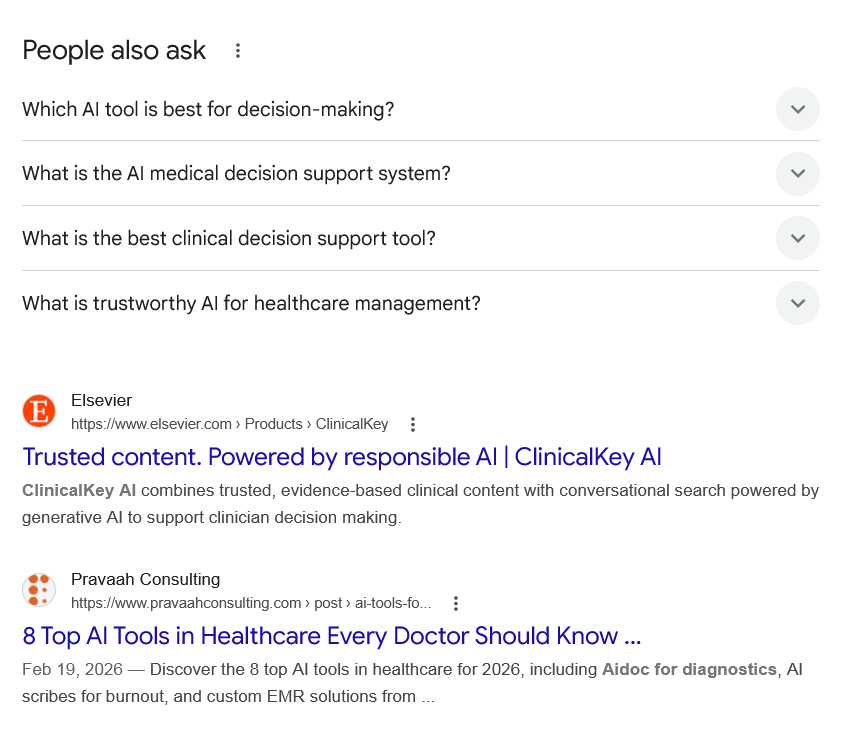 People also ask
Which AI tool is best for decision-making?
What is the AI medical decision support system?
What is the best clinical decision support tool?
What is trustworthy AI for healthcare management?
E
Elsevier
https://www.elsevier.com › Products › ClinicalKey
Trusted content. Powered by responsible AI | ClinicalKey AI
ClinicalKey AI combines trusted, evidence-based clinical content with conversational search powered by
generative AI to support clinician decision making.
Pravaah Consulting
https://www.pravaahconsulting.com › post › ai-tools-fo...
8 Top AI Tools in Healthcare Every Doctor Should Know ...
Feb 19, 2026 — Discover the 8 top AI tools in healthcare for 2026, including Aidoc for diagnostics, AI
scribes for burnout, and custom EMR solutions from ...